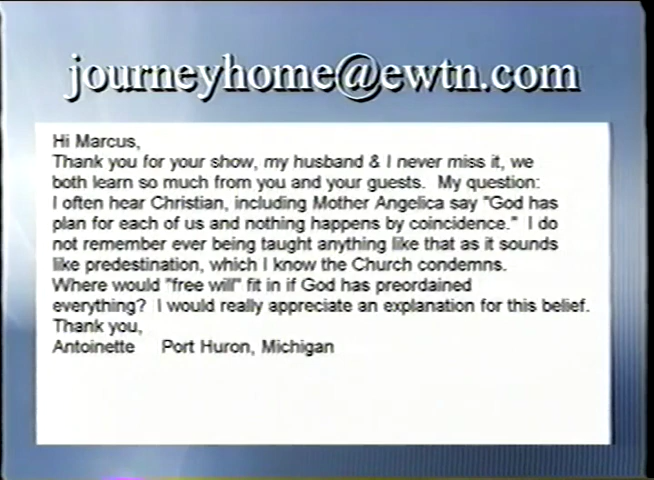 journeyhome@ewtn.com
Hi Marcus,
Thank you for your show, my husband & I never miss it, we
both learn so much from you and your guests.  My question:
I often hear Christian, including Mother Angelica say "God has
plan for each of us and nothing happens by coincidence."  I do
not remember ever being taught anything like that as it sounds
like predestination, which I know the Church condemns.
Where would "free will" fit in if God has preordained
everything?  I would really appreciate an explanation for this belief.
Thank you,
Antoinette     Port Huron, Michigan